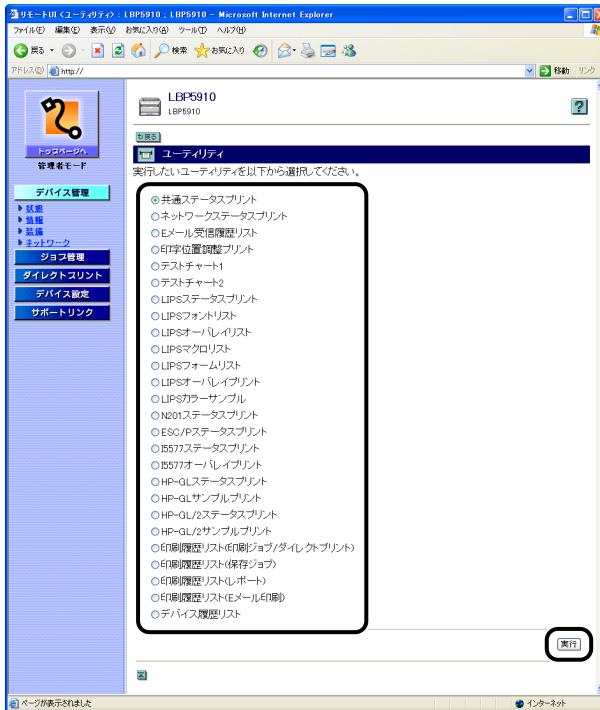 リモートUI <ユーティリティ> : LBP5910 ; LBP5910 - Microsoft Internet Explorer
ファイル(F) 編集(E) 表示(V) お気に入り(A) ツール(T) ヘルプ(H)
戻る 検索 お気に入り
アドレス(D) http:// 移動 リンク
LBP5910
LBP5910
戻る
トップページへ
管理者モード
ユーティリティ
実行したいユーティリティを以下から選択してください。
デバイス管理
状態
情報
装備
ネットワーク
ジョブ管理
ダイレクトプリント
デバイス設定
サポートリンク
共通ステータスプリント
ネットワークステータスプリント
Eメール受信履歴リスト
印字位置調整プリント
テストチャート1
テストチャート2
LIPSステータスプリント
LIPSフォントリスト
LIPSオーバレイリスト
LIPSマクロリスト
LIPSフォームリスト
LIPSオーバレイプリント
LIPSカラーサンプル
N201ステータスプリント
ESC/Pステータスプリント
I5577ステータスプリント
I5577オーバレイプリント
HP-GLステータスプリント
HP-GLサンプルプリント
HP-GL/2ステータスプリント
HP-GL/2サンプルプリント
印刷履歴リスト(印刷ジョブ/ダイレクトプリント)
印刷履歴リスト(保存ジョブ)
印刷履歴リスト(レポート)
印刷履歴リスト(Eメール印刷)
デバイス履歴リスト
実行
ページが表示されました インターネット